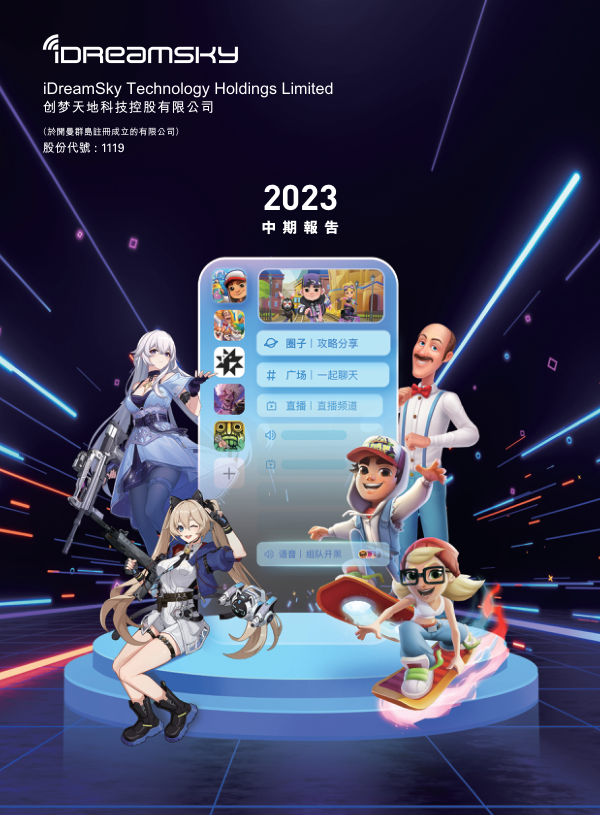 iDREAMSKY
iDreamSky Technology Holdings Limited
创梦天地科技控股有限公司
（於開曼群島註冊成立的有限公司）
股份代號：1119
2023
中期報告
圈子 | 攻略分享
# 广场 | 一起聊天
直播 | 直播频道
+
语音 | 组队开黑